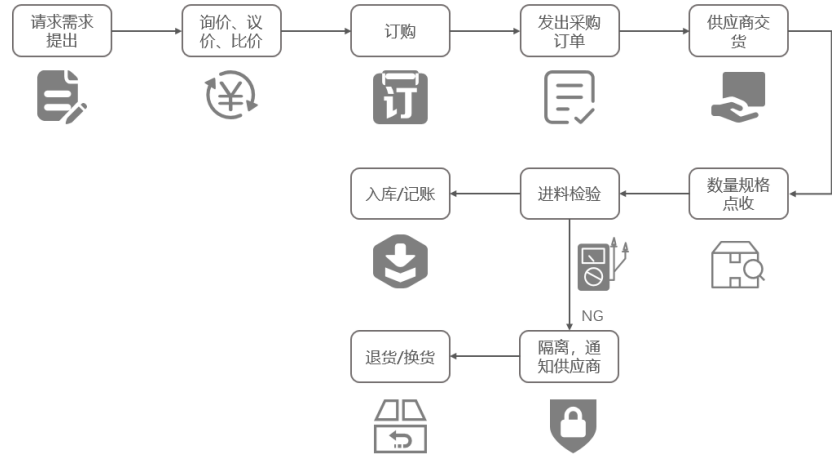 请求需求
提出
询价、议
价、比价
订购
发出采购
订单
供应商交
货
订
入库/记账
进料检验
数量规格
点收
NG
退货/换货
隔离，通
知供应商